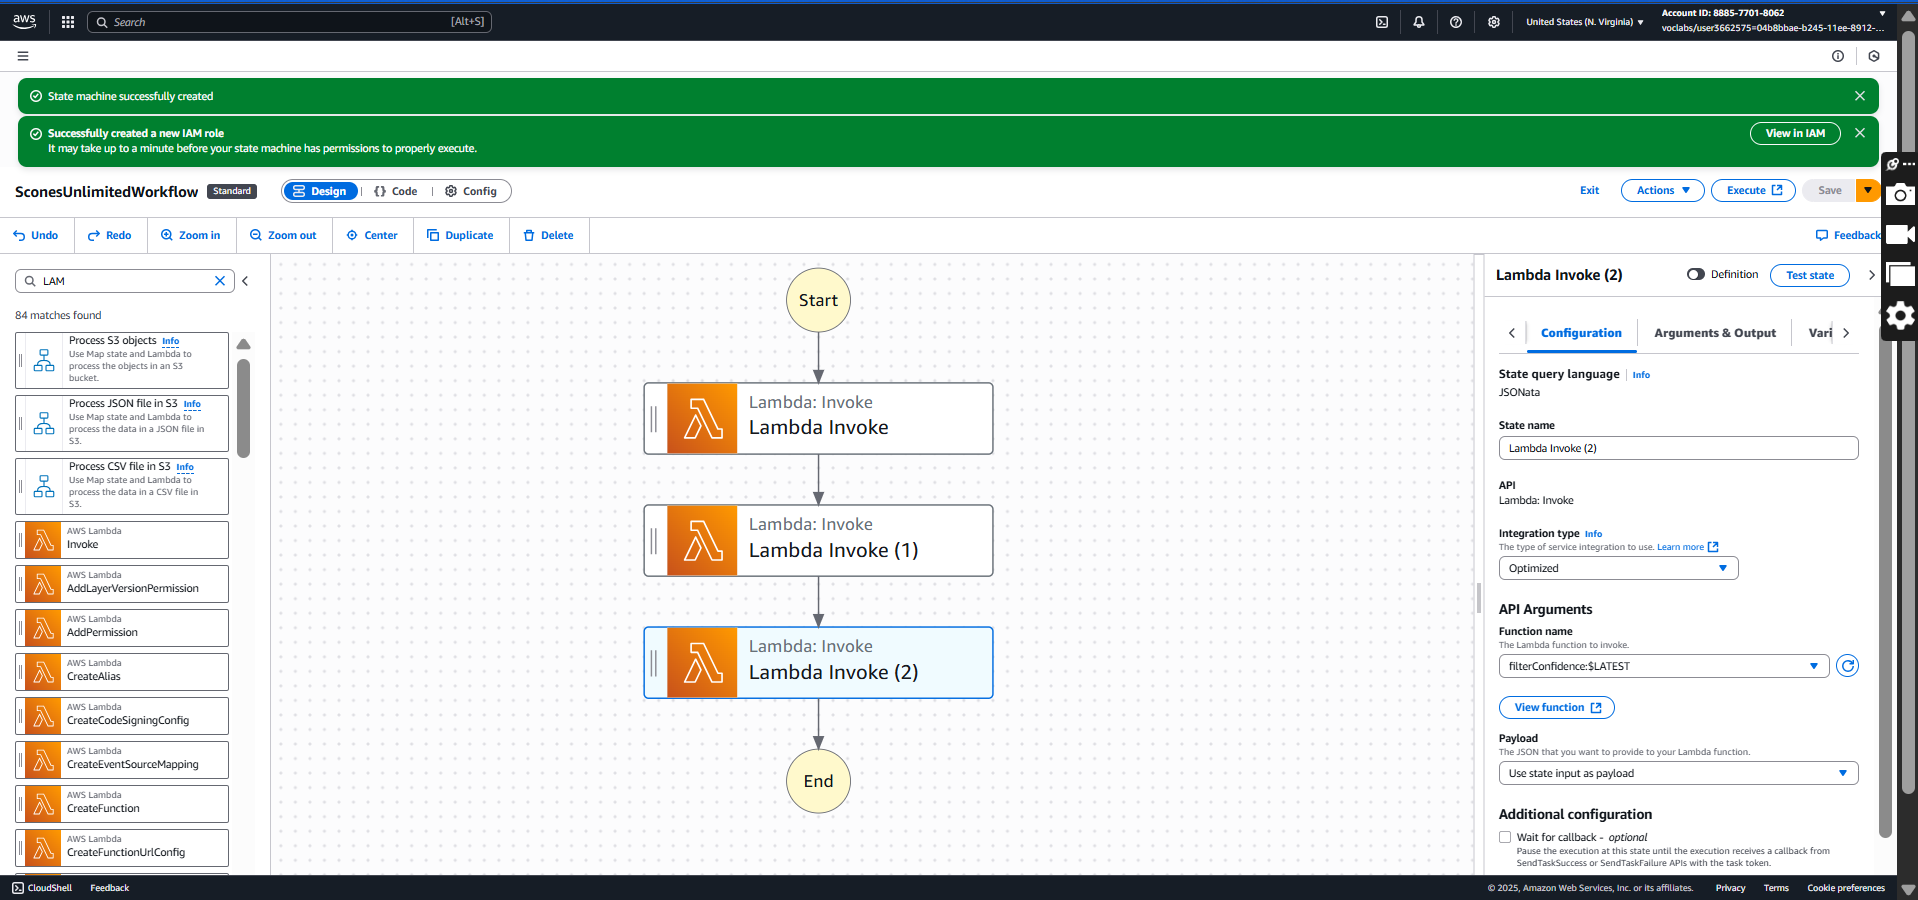 aws
Search
[Alt+S]
United States (N. Virginia)
Account ID: 8885-7701-8062
voclabs/user3662575=04b8bbae-b245-11ee-8912-...
State machine successfully created
Successfully created a new IAM role
It may take up to a minute before your state machine has permissions to properly execute.
View in IAM
SconesUnlimitedWorkflow
Standard
Design
{} Code
Config
Exit
Actions
Execute
Save
Undo
Redo
Zoom in
Zoom out
Center
Duplicate
Delete
Feedback
LAM
84 matches found
Process S3 objects Info
Use Map state and Lambda to
process the objects in an S3
bucket.
Process JSON file in S3 Info
Use Map state and Lambda to
process the data in a JSON file in
S3.
Process CSV file in S3 Info
Use Map state and Lambda to
process the data in a CSV file in
S3.
AWS Lambda
Invoke
AWS Lambda
AddLayerVersionPermission
AWS Lambda
AddPermission
AWS Lambda
CreateAlias
AWS Lambda
CreateCodeSigningConfig
AWS Lambda
CreateEventSourceMapping
AWS Lambda
CreateFunction
AWS Lambda
CreateFunctionUrlConfig
Start
Lambda: Invoke
Lambda Invoke
Lambda: Invoke
Lambda Invoke (1)
Lambda: Invoke
Lambda Invoke (2)
End
Lambda Invoke (2)
Definition
Test state
Configuration
Arguments & Output
Vari
State query language Info
JSONata
State name
Lambda Invoke (2)
API
Lambda: Invoke
Integration type Info
The type of service integration to use. Learn more
Optimized
API Arguments
Function name
The Lambda function to invoke.
filterConfidence:$LATEST
View function
Payload
The JSON that you want to provide to your Lambda function.
Use state input as payload
Additional configuration
Wait for callback - optional
Pause the execution at this state until the execution receives a callback from
SendTaskSuccess or SendTaskFailure APIs with the task token.
CloudShell
Feedback
© 2025, Amazon Web Services, Inc. or its affiliates.
Privacy
Terms
Cookie preferences